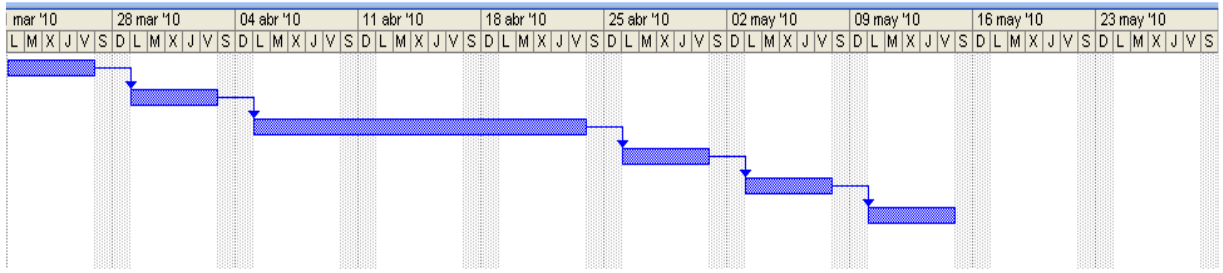 mar '10 28 mar '10 04 abr '10 11 abr '10 18 abr '10 25 abr '10 02 may '10 09 may '10 16 may '10 23 may '10
L M X J V S D L M X J V S D L M X J V S D L M X J V S D L M X J V S D L M X J V S D L M X J V S D L M X J V S D L M X J V S D L M X J V S